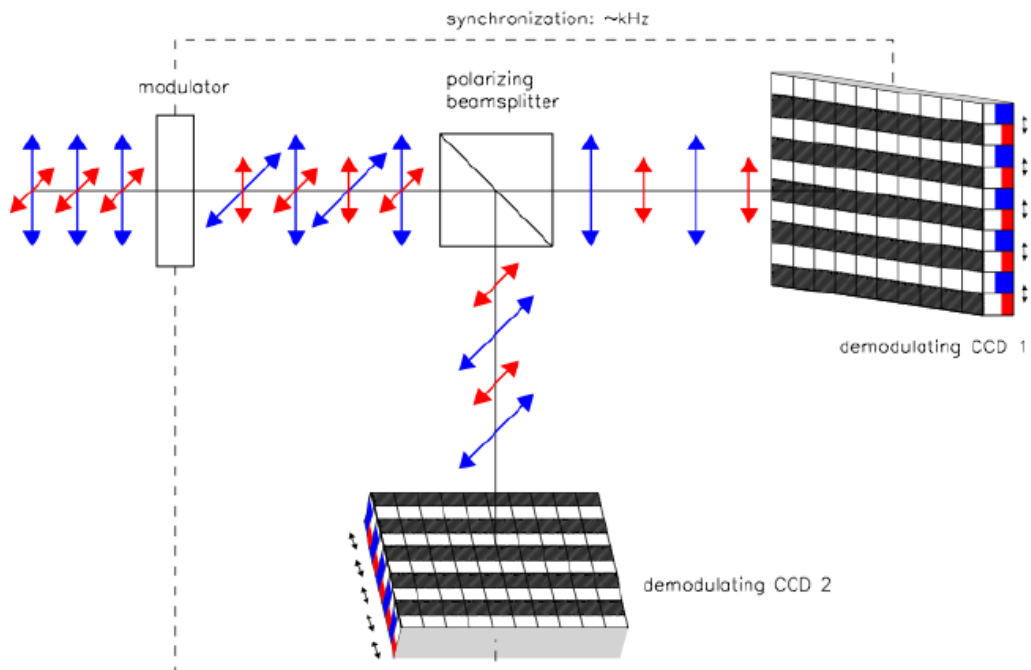 synchronization: ~kHz
modulator
polarizing
beamsplitter
demodulating CCD 1
demodulating CCD 2